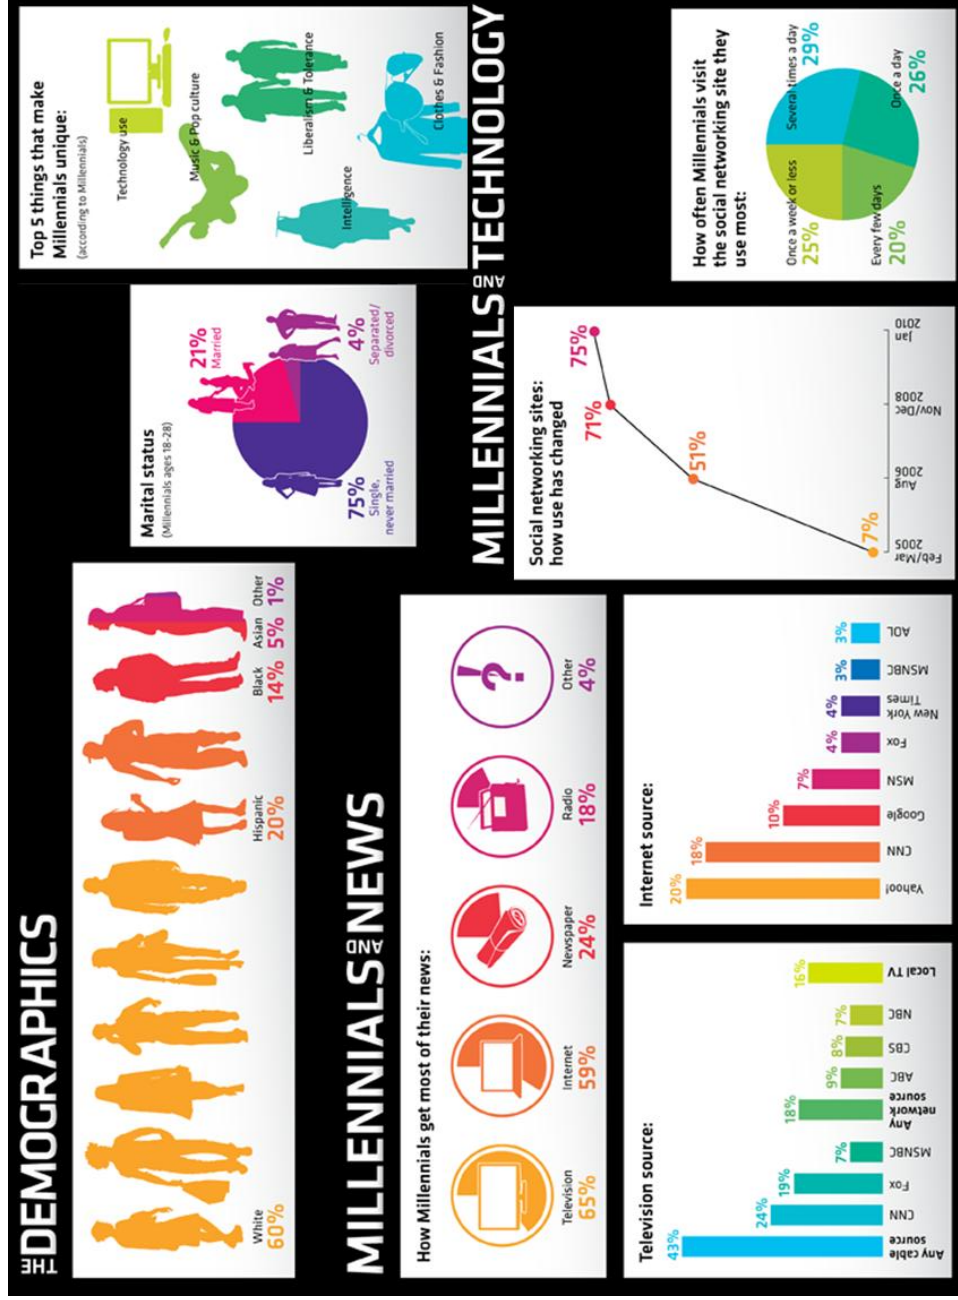 THE DEMOGRAPHICS
White
60%
Hispanic
20%
Black
14%
Asian
5%
Other
1%
Marital status
(Millennials ages 18-28)
75%
Single,
never married
21%
Married
4%
Separated/
divorced
Top 5 things that make
Millennials unique:
(according to Millennials)
Technology use
Music & Pop culture
Liberalism & Tolerance
Intelligence
Clothes & Fashion
MILLENNIALS AND NEWS
How Millennials get most of their news:
Television
65%
Internet
59%
Newspaper
24%
Radio
18%
Other
4%
Television source:
43%
24%
19%
7%
18%
9%
8%
7%
16%
Any cable
source
CNN
Fox
MSNBC
Any
network
source
ABC
CBS
NBC
Local TV
Internet source:
20%
18%
10%
7%
4%
4%
3%
3%
Yahoo!
CNN
Google
MSN
Fox
New York
Times
MSNBC
AOL
MILLENNIALS AND TECHNOLOGY
Social networking sites:
how use has changed
7%
51%
71%
75%
Feb/Mar
2005
Aug
2006
Nov/Dec
2008
Jan
2010
How often Millennials visit
the social networking site they
use most:
Once a week or less
25%
Several times a day
29%
Every few days
20%
Once a day
26%